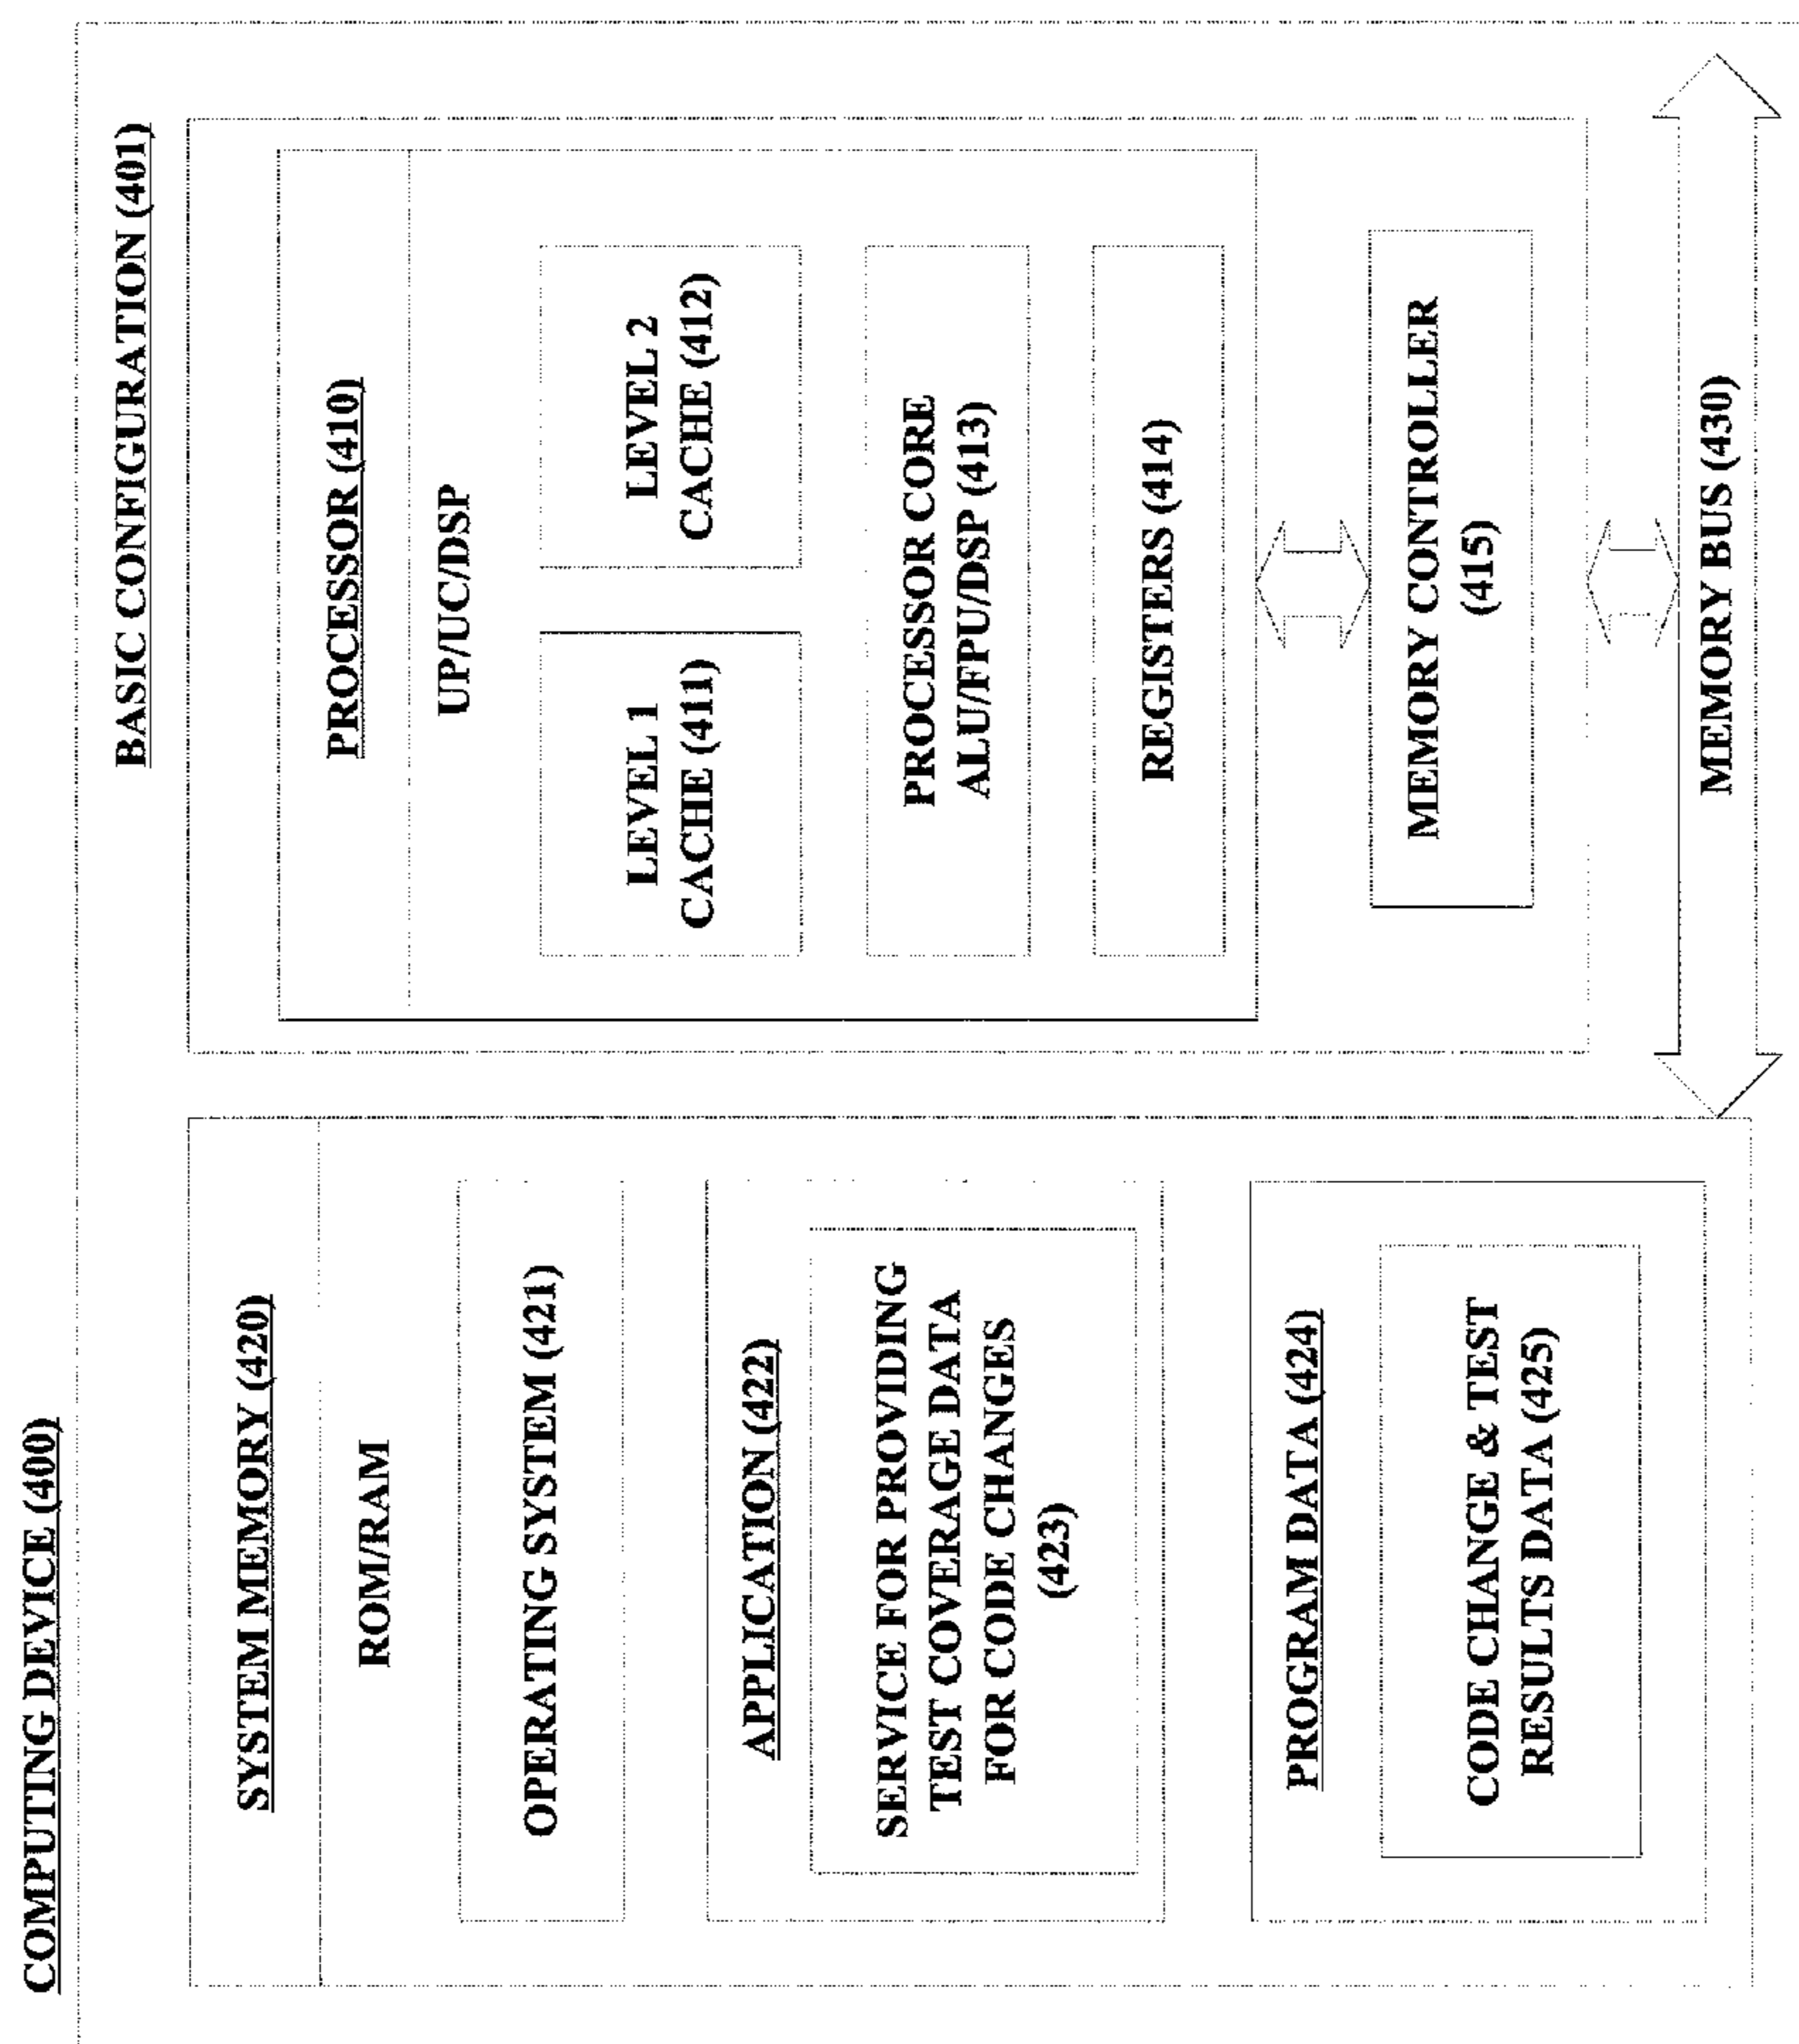 COMPUTING DEVICE (400)
BASIC CONFIGURATION (401)
SYSTEM MEMORY (420)
ROM/RAM
OPERATING SYSTEM (421)
APPLICATION (422)
SERVICE FOR PROVIDING
TEST COVERAGE DATA
FOR CODE CHANGES
(423)
PROGRAM DATA (424)
CODE CHANGE & TEST
RESULTS DATA (425)
PROCESSOR (410)
UP/UC/DSP
LEVEL 1
CACHE (411)
LEVEL 2
CACHE (412)
PROCESSOR CORE
ALU/FPU/DSP (413)
REGISTERS (414)
MEMORY CONTROLLER
(415)
MEMORY BUS (430)